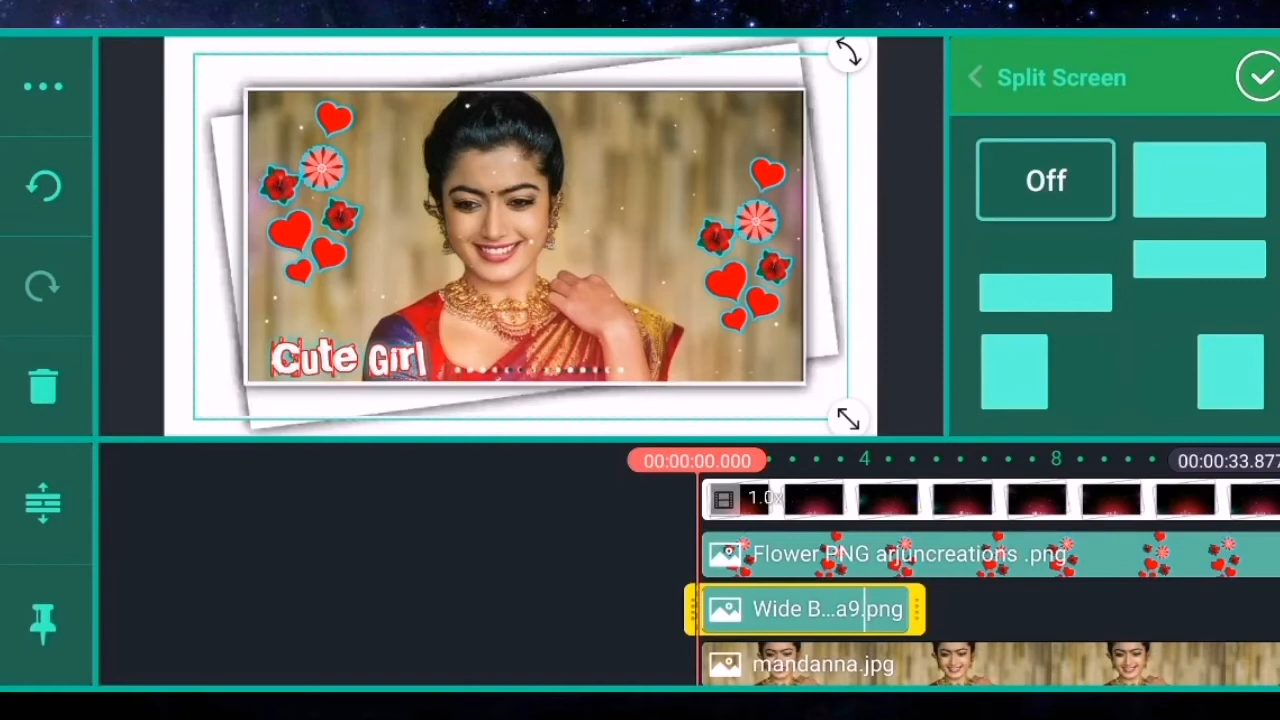 Split Screen
Off
Cute Girl
00:00:00.000
4
8
00:00:33.877
1.0x
Flower PNG arjuncreations .png
Wide B...a9.png
mandanna.jpg